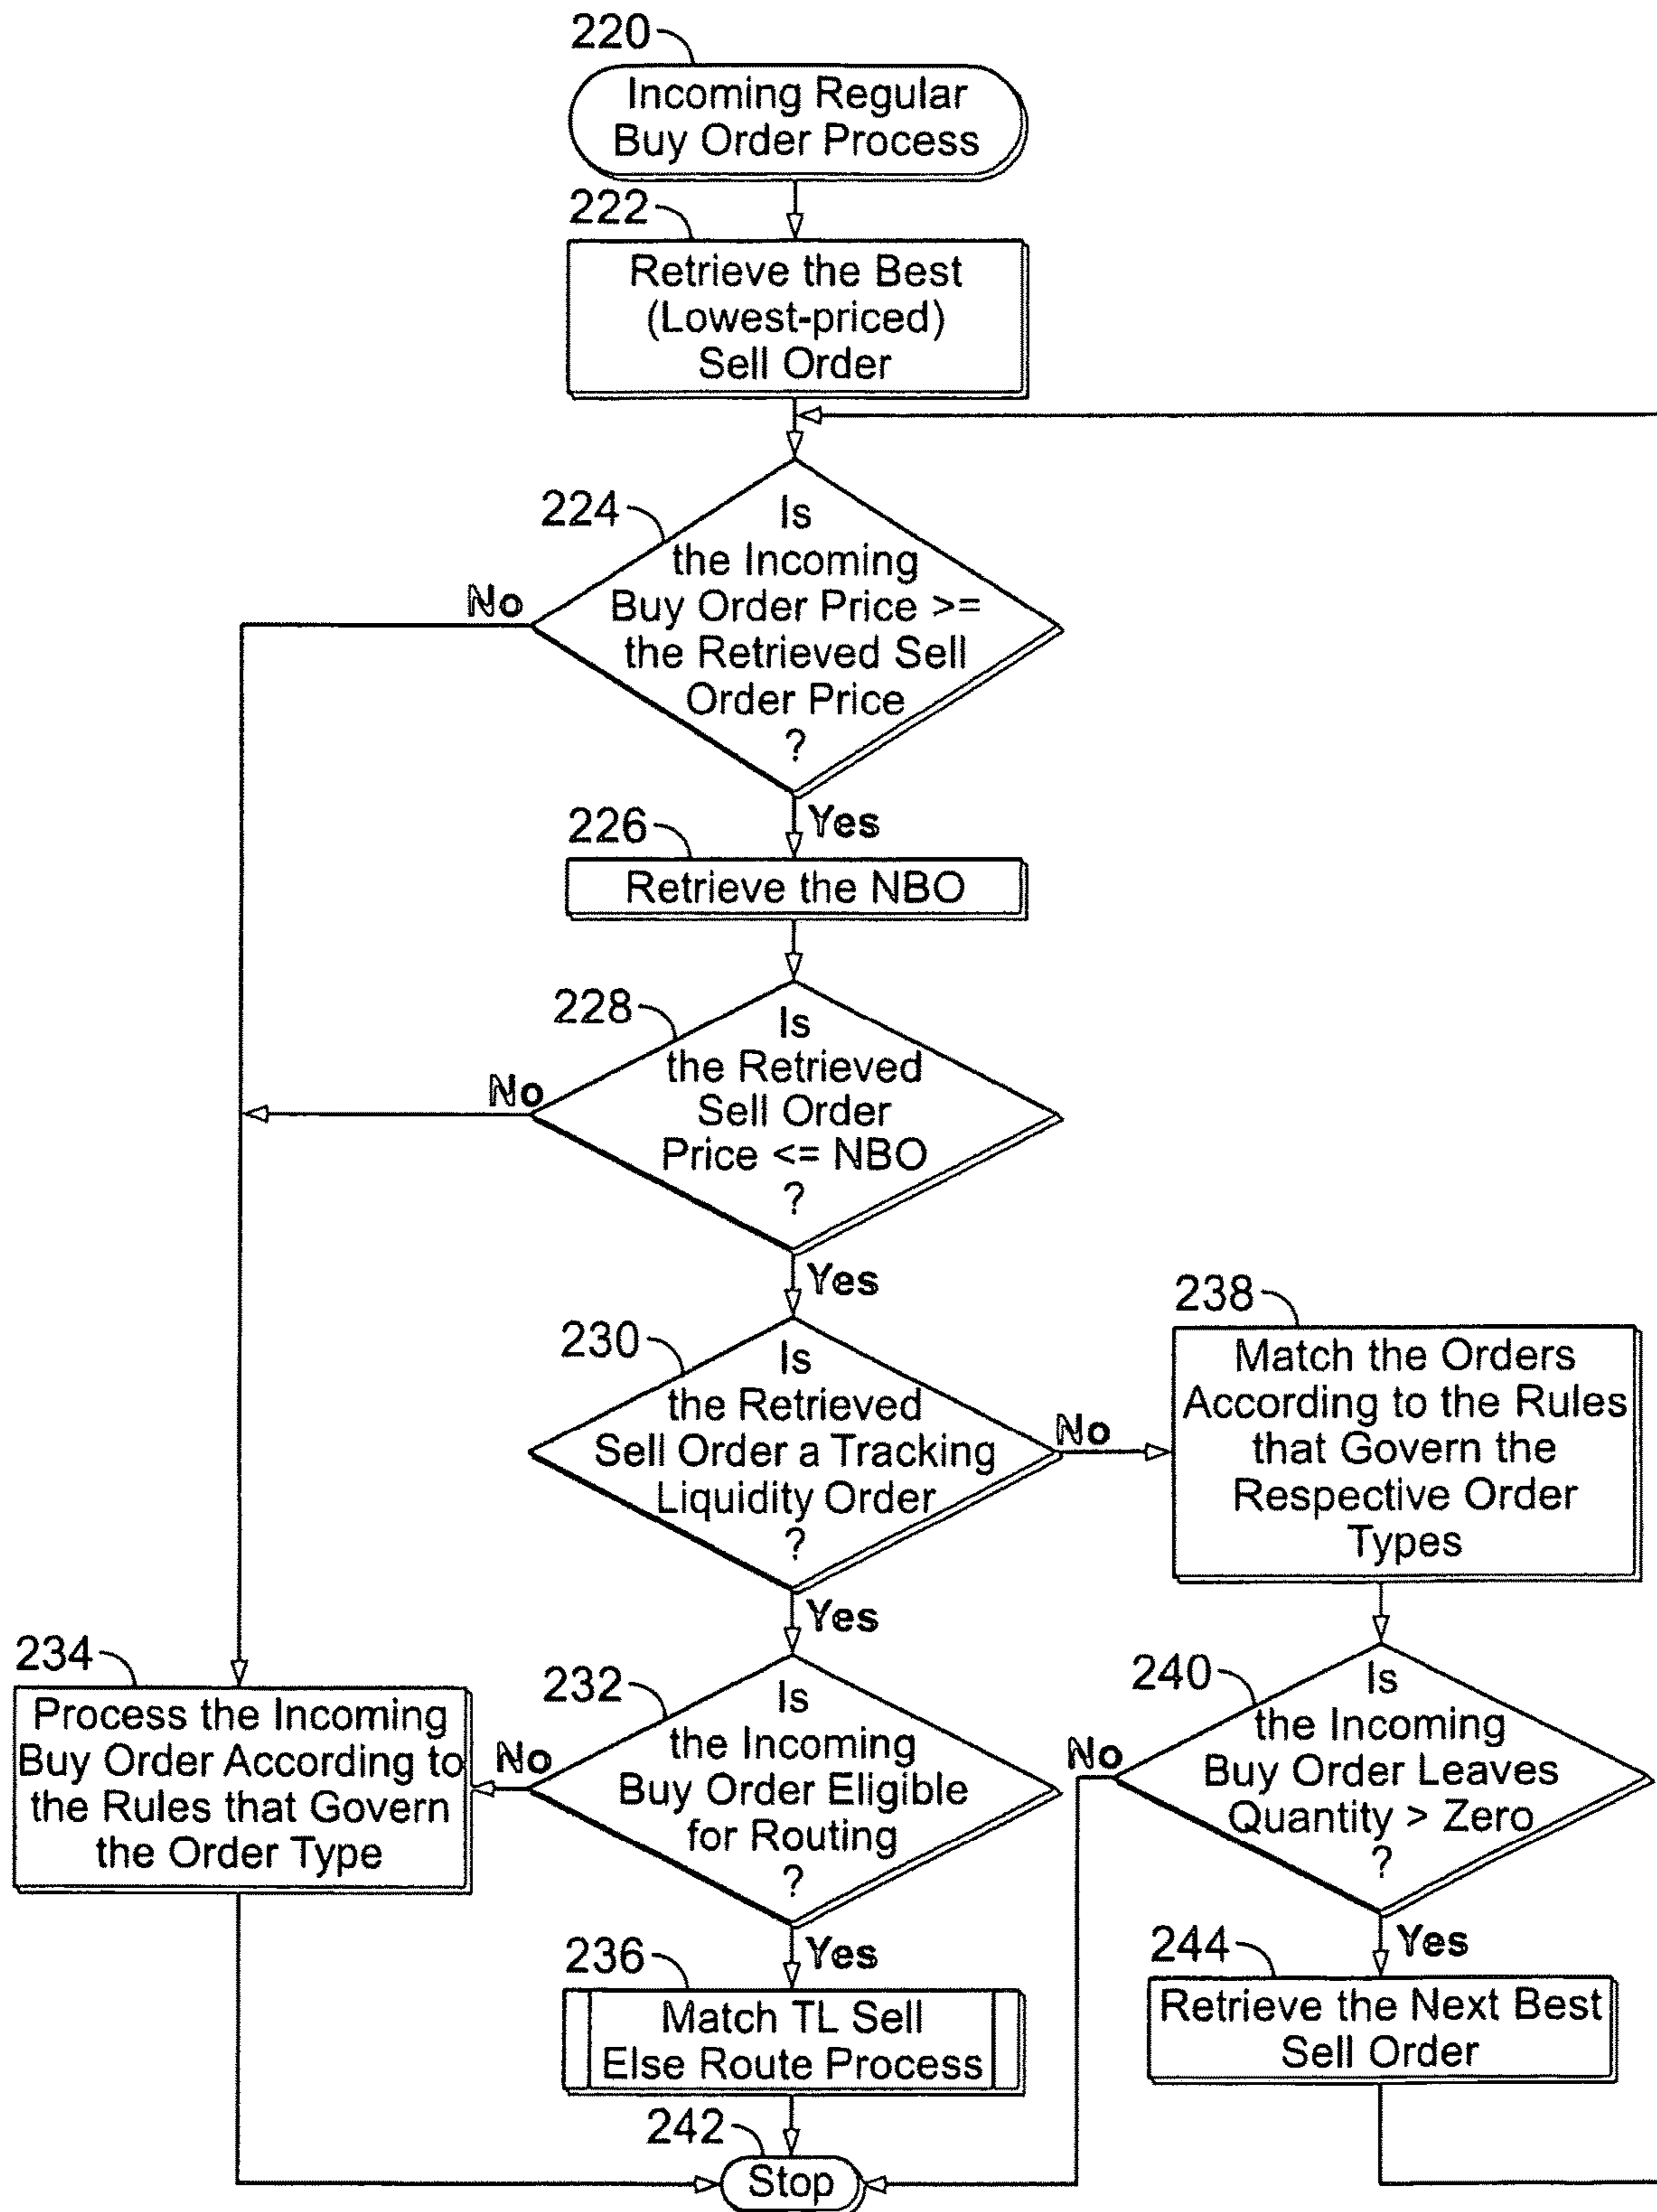 220
Incoming Regular
Buy Order Process
222
Retrieve the Best
(Lowest-priced)
Sell Order
224
Is
the Incoming
Buy Order Price >=
the Retrieved Sell
Order Price
?
No
Yes
226
Retrieve the NBO
228
Is
the Retrieved
Sell Order
Price <= NBO
?
No
Yes
230
Is
the Retrieved
Sell Order a Tracking
Liquidity Order
?
No
Yes
238
Match the Orders
According to the Rules
that Govern the
Respective Order
Types
234
Process the Incoming
Buy Order According to
the Rules that Govern
the Order Type
232
Is
the Incoming
Buy Order Eligible
for Routing
?
No
Yes
240
Is
the Incoming
Buy Order Leaves
Quantity > Zero
?
No
Yes
236
Match TL Sell
Else Route Process
244
Retrieve the Next Best
Sell Order
242
Stop